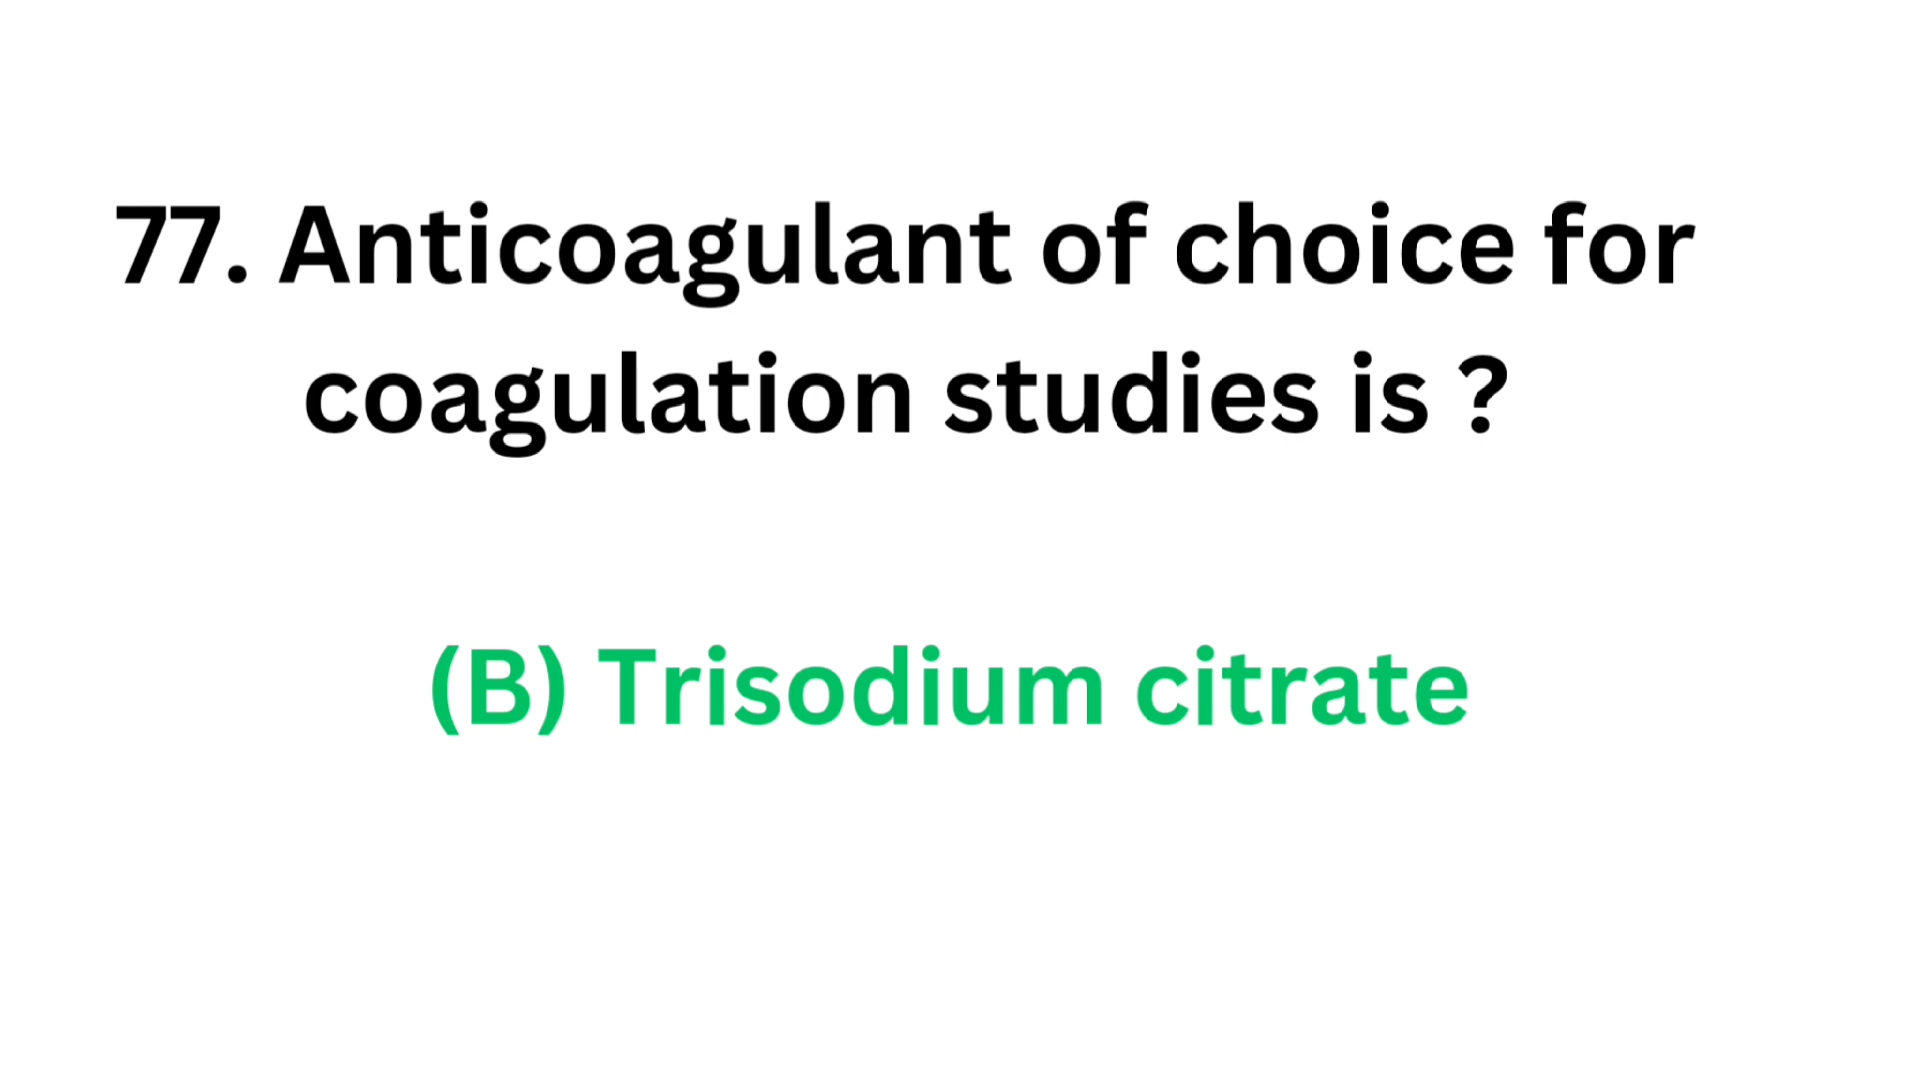 77. Anticoagulant of choice for
coagulation studies is ?
(B) Trisodium citrate